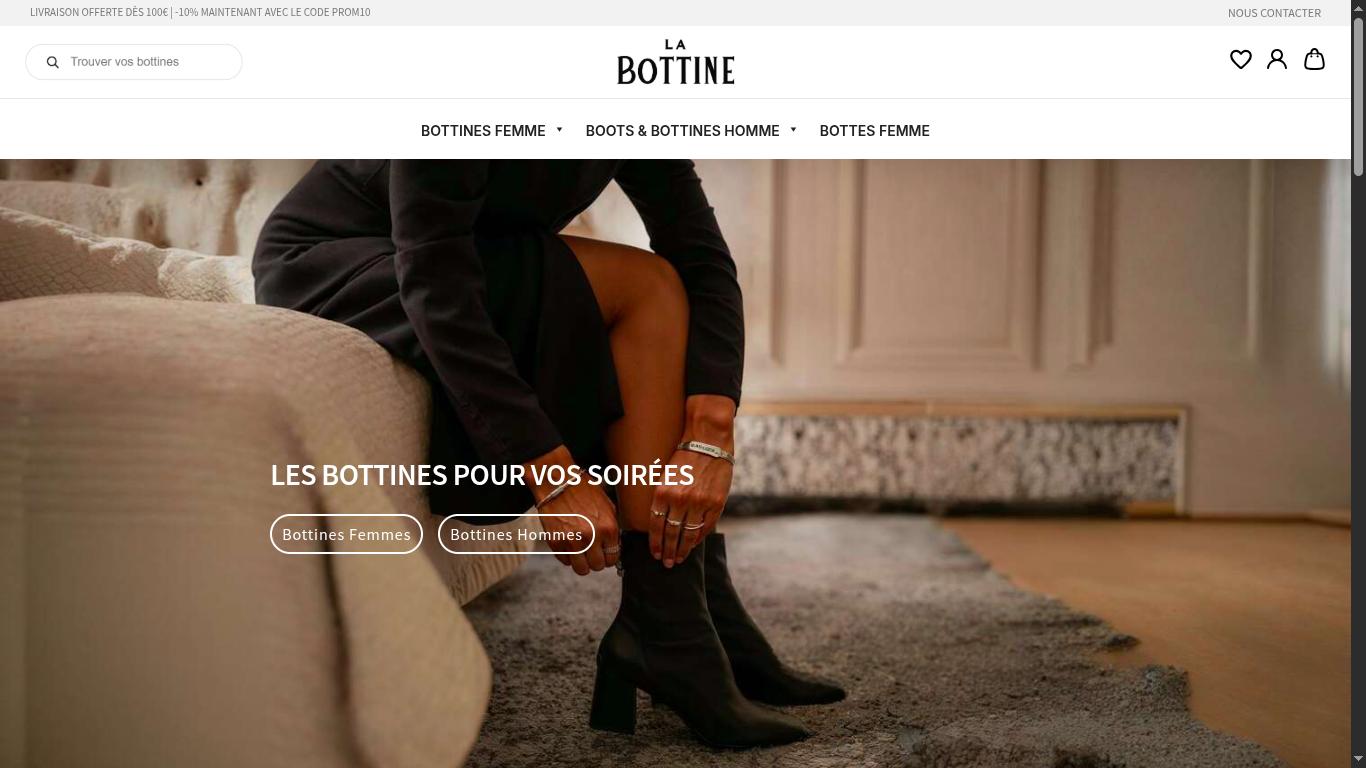 LIVRAISON OFFERTE DÈS 100€ | -10% MAINTENANT AVEC LE CODE PROM10
NOUS CONTACTER
Trouver vos bottines
LA
BOTTINE
BOTTINES FEMME
BOOTS & BOTTINES HOMME
BOTTES FEMME
LES BOTTINES POUR VOS SOIRÉES
Bottines Femmes
Bottines Hommes